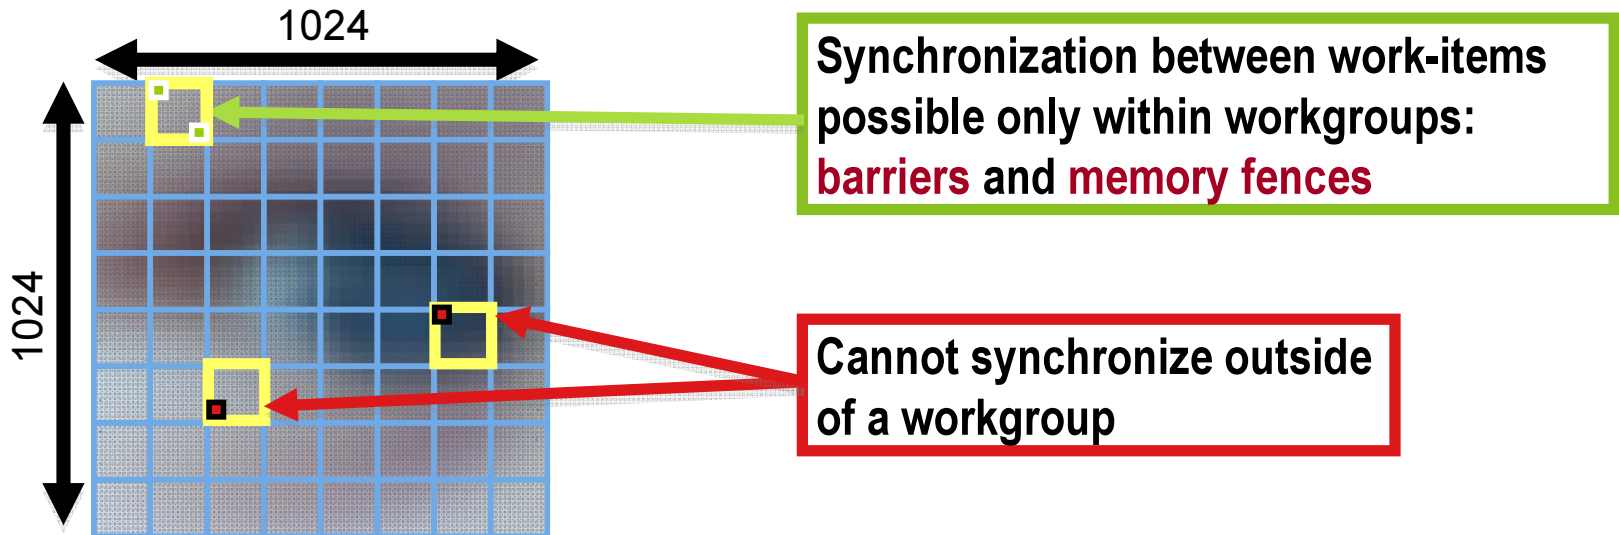 1024
Synchronization between work-items
possible only within workgroups:
barriers and memory fences
1024
Cannot synchronize outside
of a workgroup